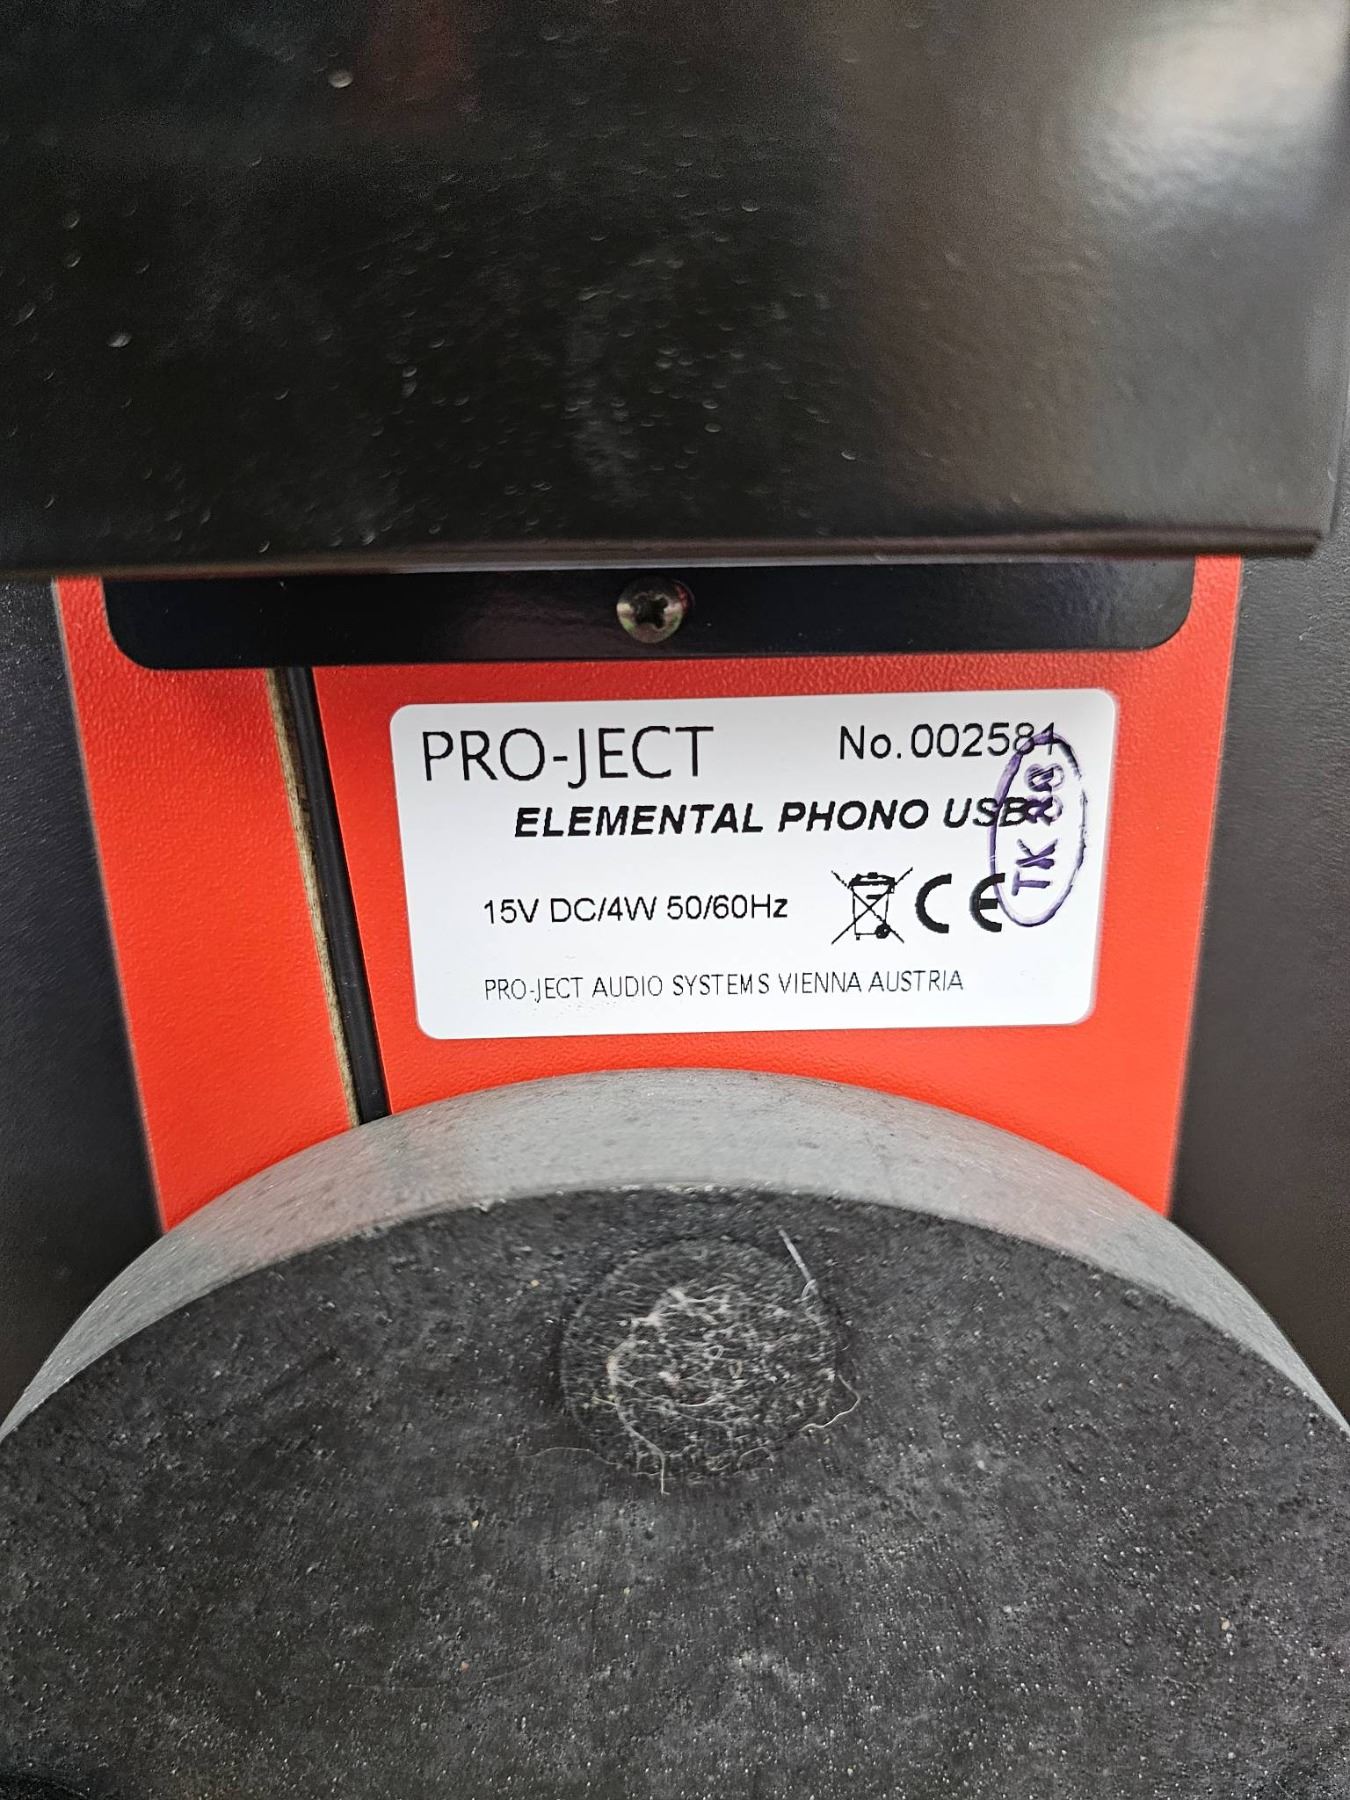 PRO-JECT
No.002581
ELEMENTAL PHONO USB
15V DC/4W 50/60Hz
CE
PRO-JECT AUDIO SYSTEMS VIENNA AUSTRIA
TK